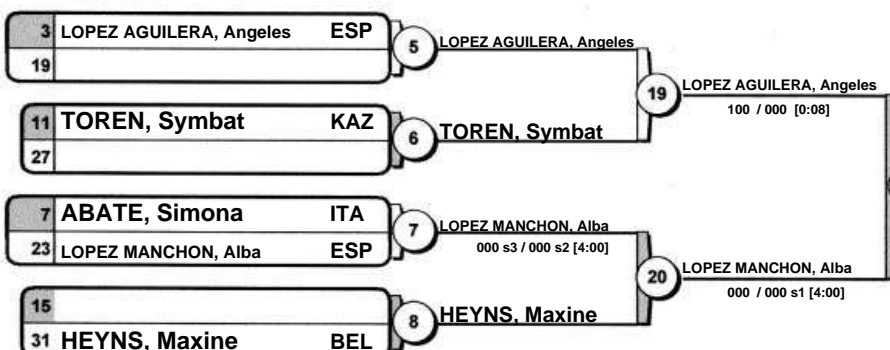 3 LOPEZ AGUILERA, Angeles ESP
19
5 LOPEZ AGUILERA, Angeles
11 TOREN, Symbat KAZ
27
6 TOREN, Symbat
19 LOPEZ AGUILERA, Angeles
100 / 000 [0:08]
7 ABATE, Simona ITA
23 LOPEZ MANCHON, Alba ESP
7 LOPEZ MANCHON, Alba
000 s3 / 000 s2 [4:00]
15
31 HEYNS, Maxine BEL
8 HEYNS, Maxine
20 LOPEZ MANCHON, Alba
000 / 000 s1 [4:00]